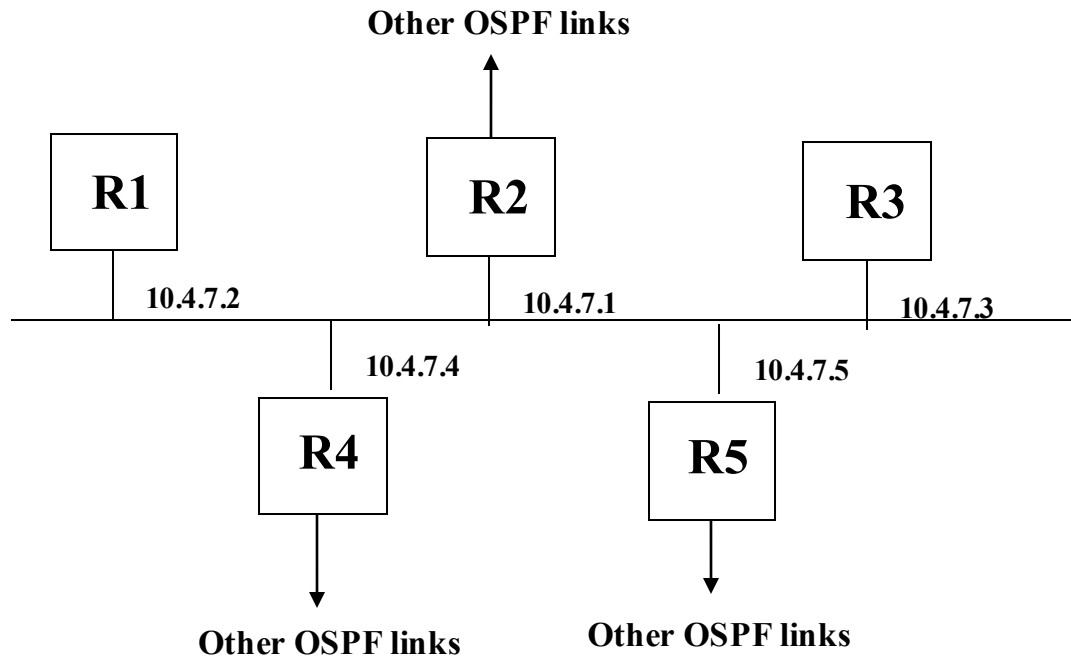 Other OSPF links
R1
R2
R3
10.4.7.2
10.4.7.1
10.4.7.3
10.4.7.4
10.4.7.5
R4
R5
Other OSPF links
Other OSPF links